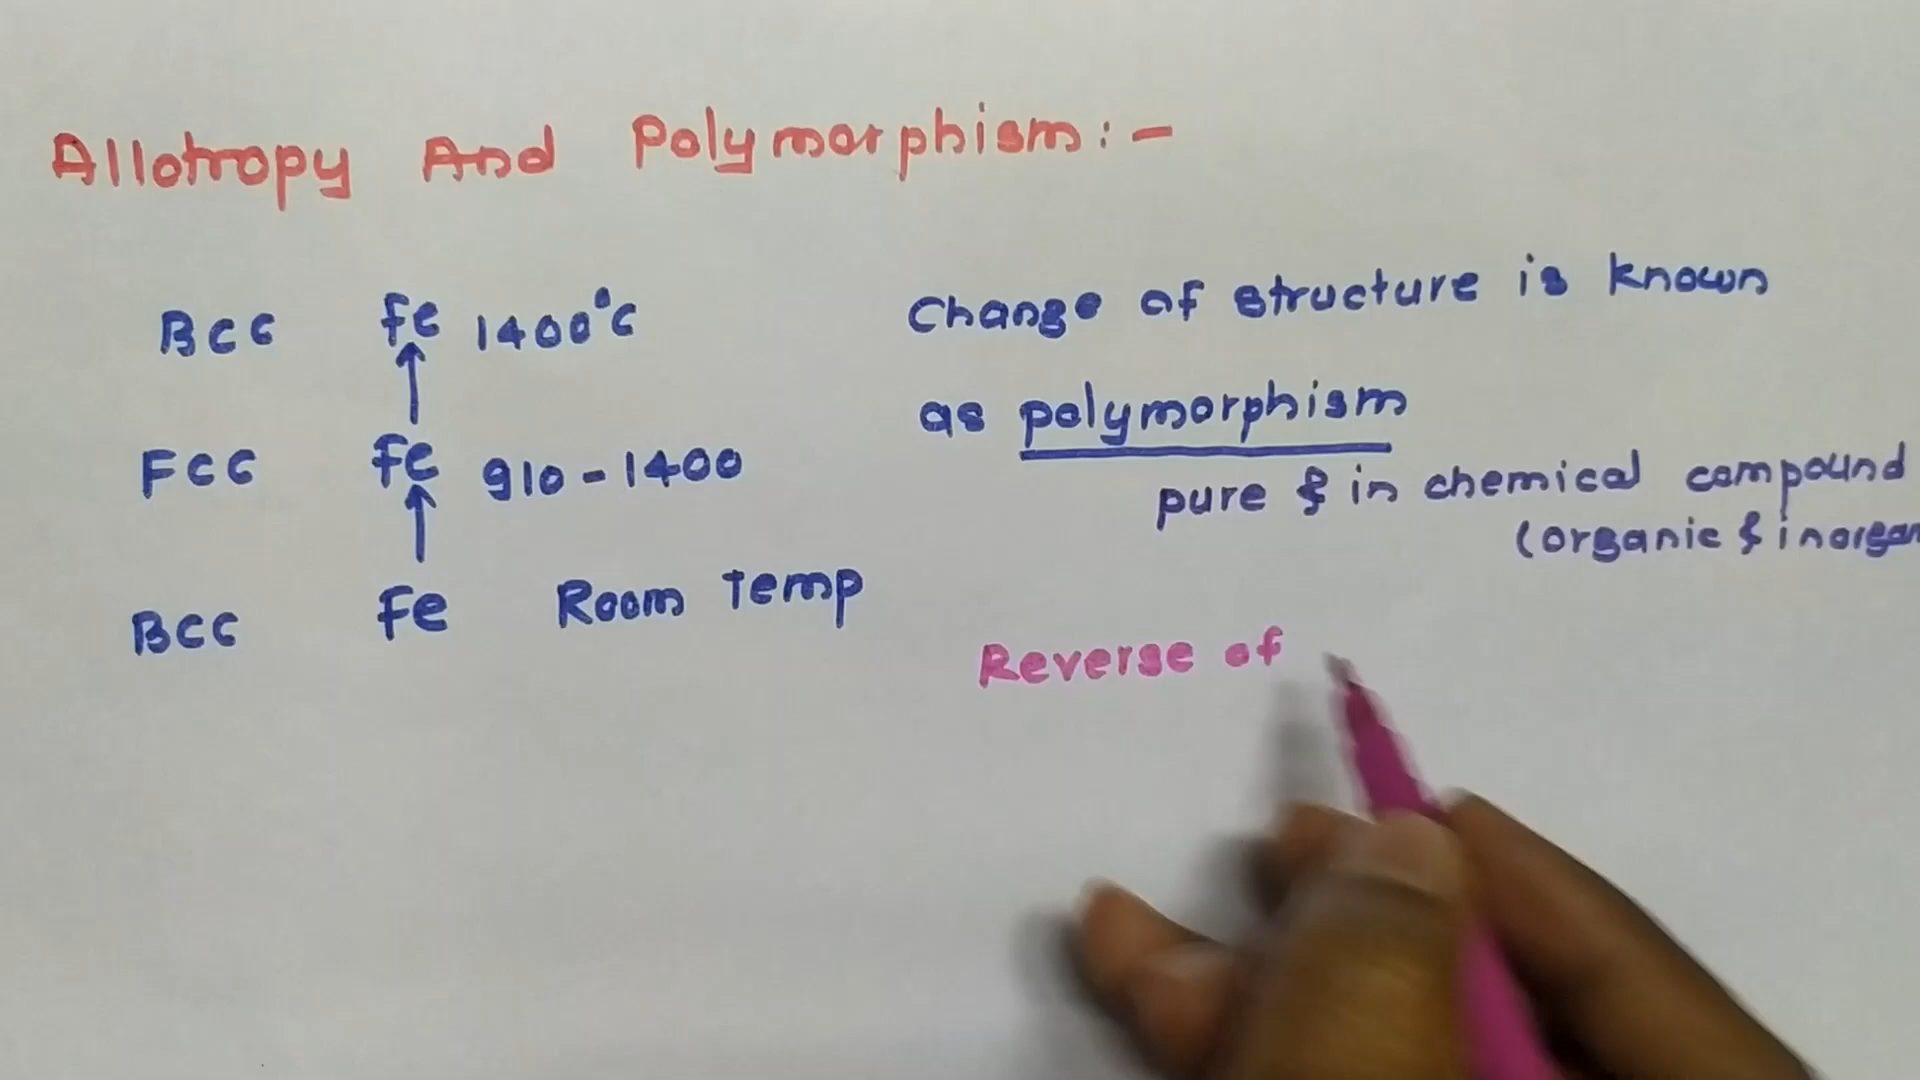 Allotropy And Polymorphism:-
BCC Fe 1400°C
FCC Fe 910-1400
BCC Fe Room Temp
Change of structure is known
as polymorphism
pure & in chemical compound
(organic & inorgan
Reverse of